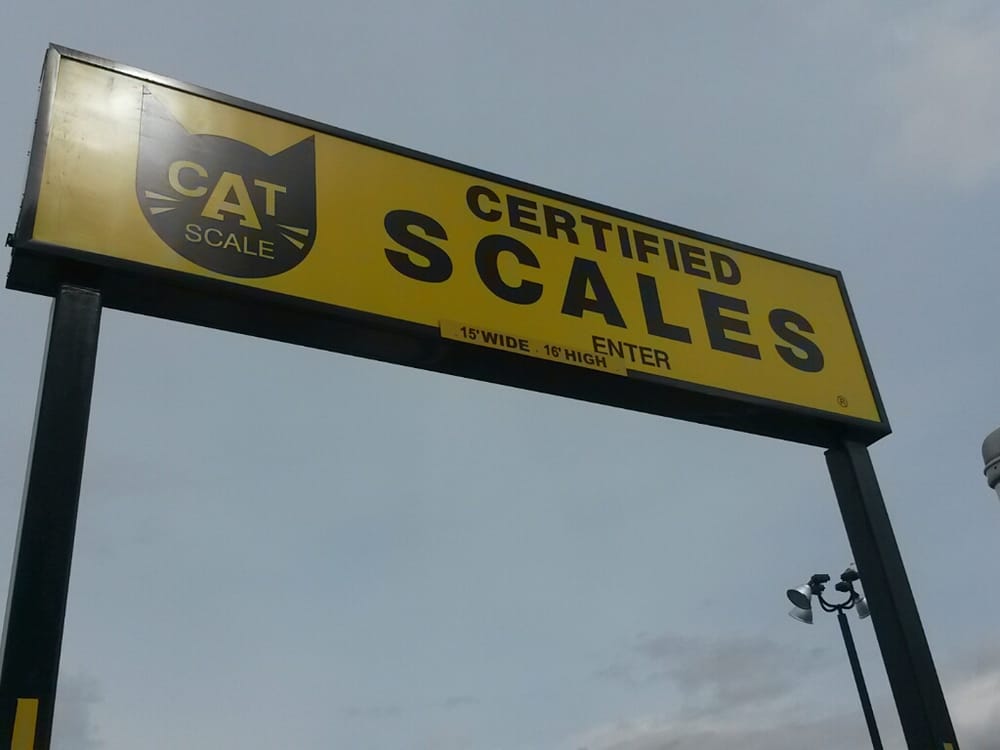 CAT
SCALE
CERTIFIED
SCALES
ENTER
15' WIDE . 16' HIGH
®